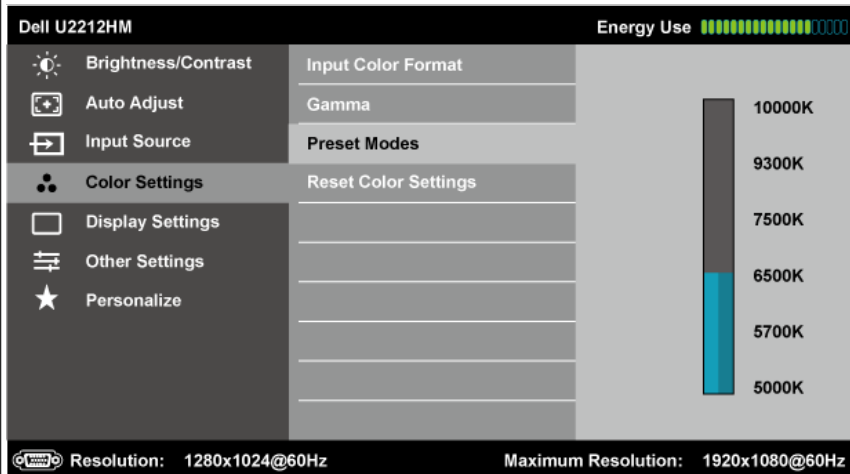 Dell U2212HM Energy Use
Brightness/Contrast
Auto Adjust
Input Source
Color Settings
Display Settings
Other Settings
Personalize
Input Color Format
Gamma
Preset Modes
Reset Color Settings
10000K
9300K
7500K
6500K
5700K
5000K
Resolution: 1280x1024@60Hz Maximum Resolution: 1920x1080@60Hz